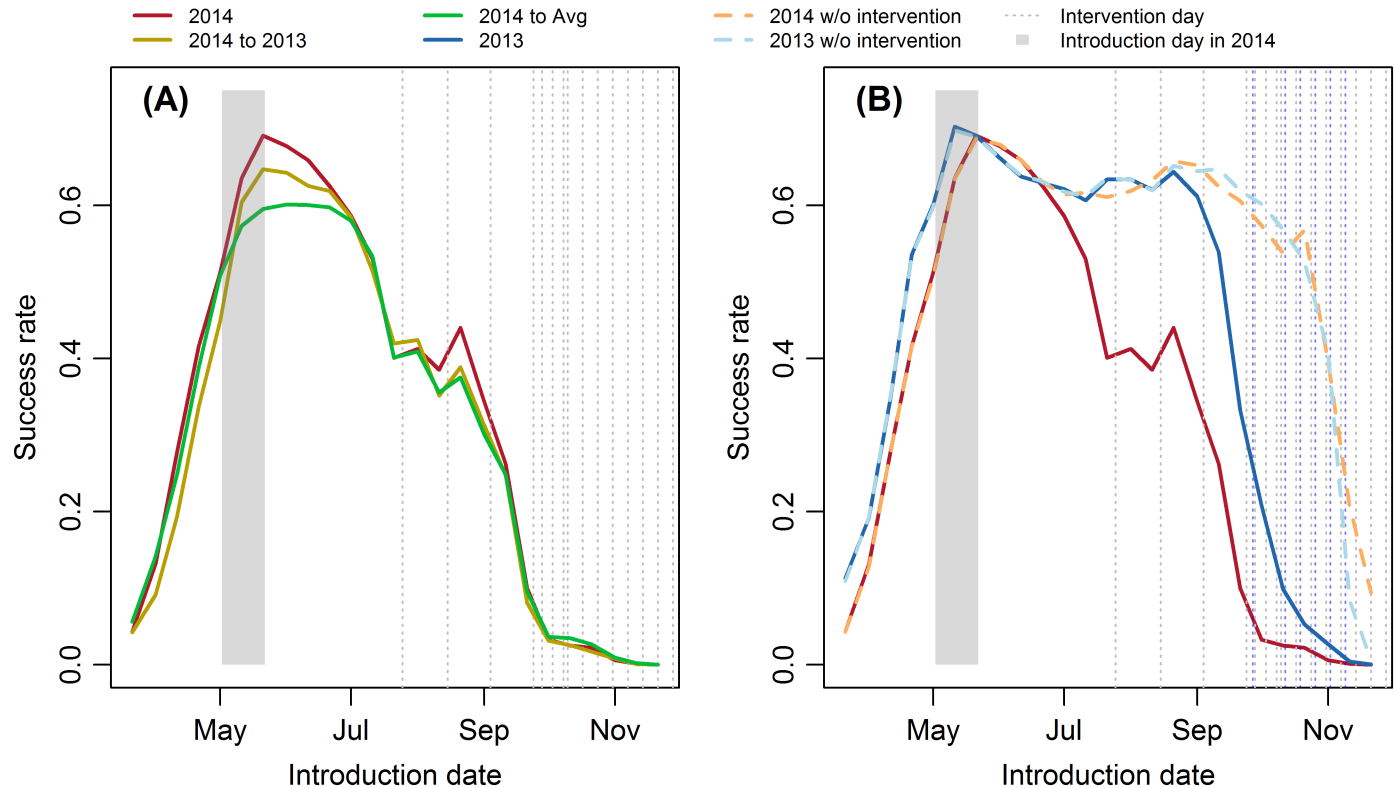 2014
2014 to 2013
2014 to Avg
2013
2014 w/o intervention
2013 w/o intervention
Intervention day
Introduction day in 2014
(A)
Success rate
0.6
0.4
0.2
0.0
May Jul Sep Nov
Introduction date
(B)
Success rate
0.6
0.4
0.2
0.0
May Jul Sep Nov
Introduction date